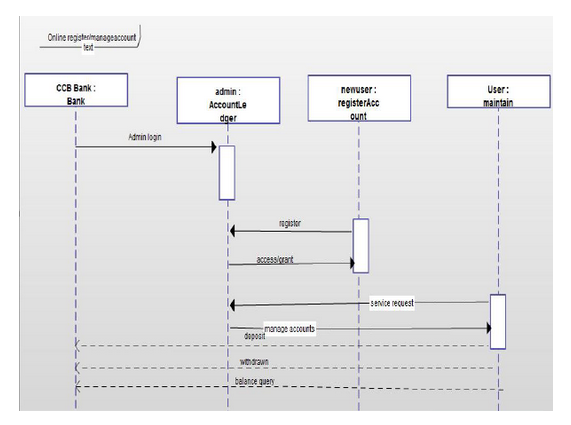 Online register/manageaccount
text
CCB Bank :
Bank
admin :
AccountLe
dger
newuser :
registerAcc
ount
User :
maintain
Admin login
register
access/grant
service request
manage accounts
deposit
withdrawn
balance query